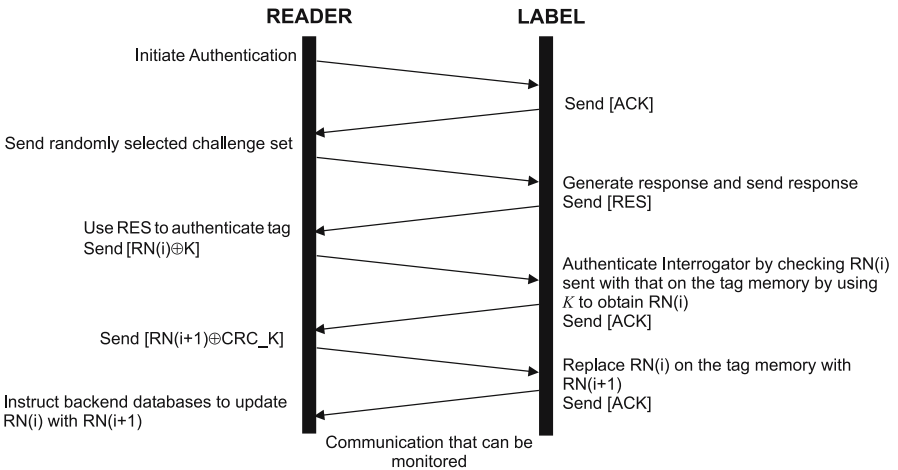 READER
LABEL
Initiate Authentication
Send [ACK]
Send randomly selected challenge set
Generate response and send response
Send [RES]
Use RES to authenticate tag
Send [RN(i)⊕K]
Authenticate Interrogator by checking RN(i)
sent with that on the tag memory by using
K to obtain RN(i)
Send [ACK]
Send [RN(i+1)⊕CRC_K]
Replace RN(i) on the tag memory with
RN(i+1)
Send [ACK]
Instruct backend databases to update
RN(i) with RN(i+1)
Communication that can be
monitored